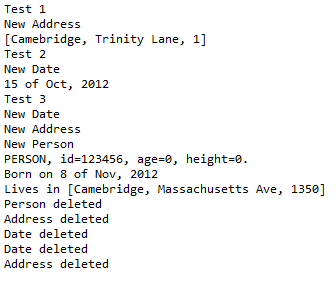 Test 1
New Address
[Camebridge, Trinity Lane, 1]
Test 2
New Date
15 of Oct, 2012
Test 3
New Date
New Address
New Person
PERSON, id=123456, age=0, height=0.
Born on 8 of Nov, 2012
Lives in [Camebridge, Massachusetts Ave, 1350]
Person deleted
Address deleted
Date deleted
Date deleted
Address deleted